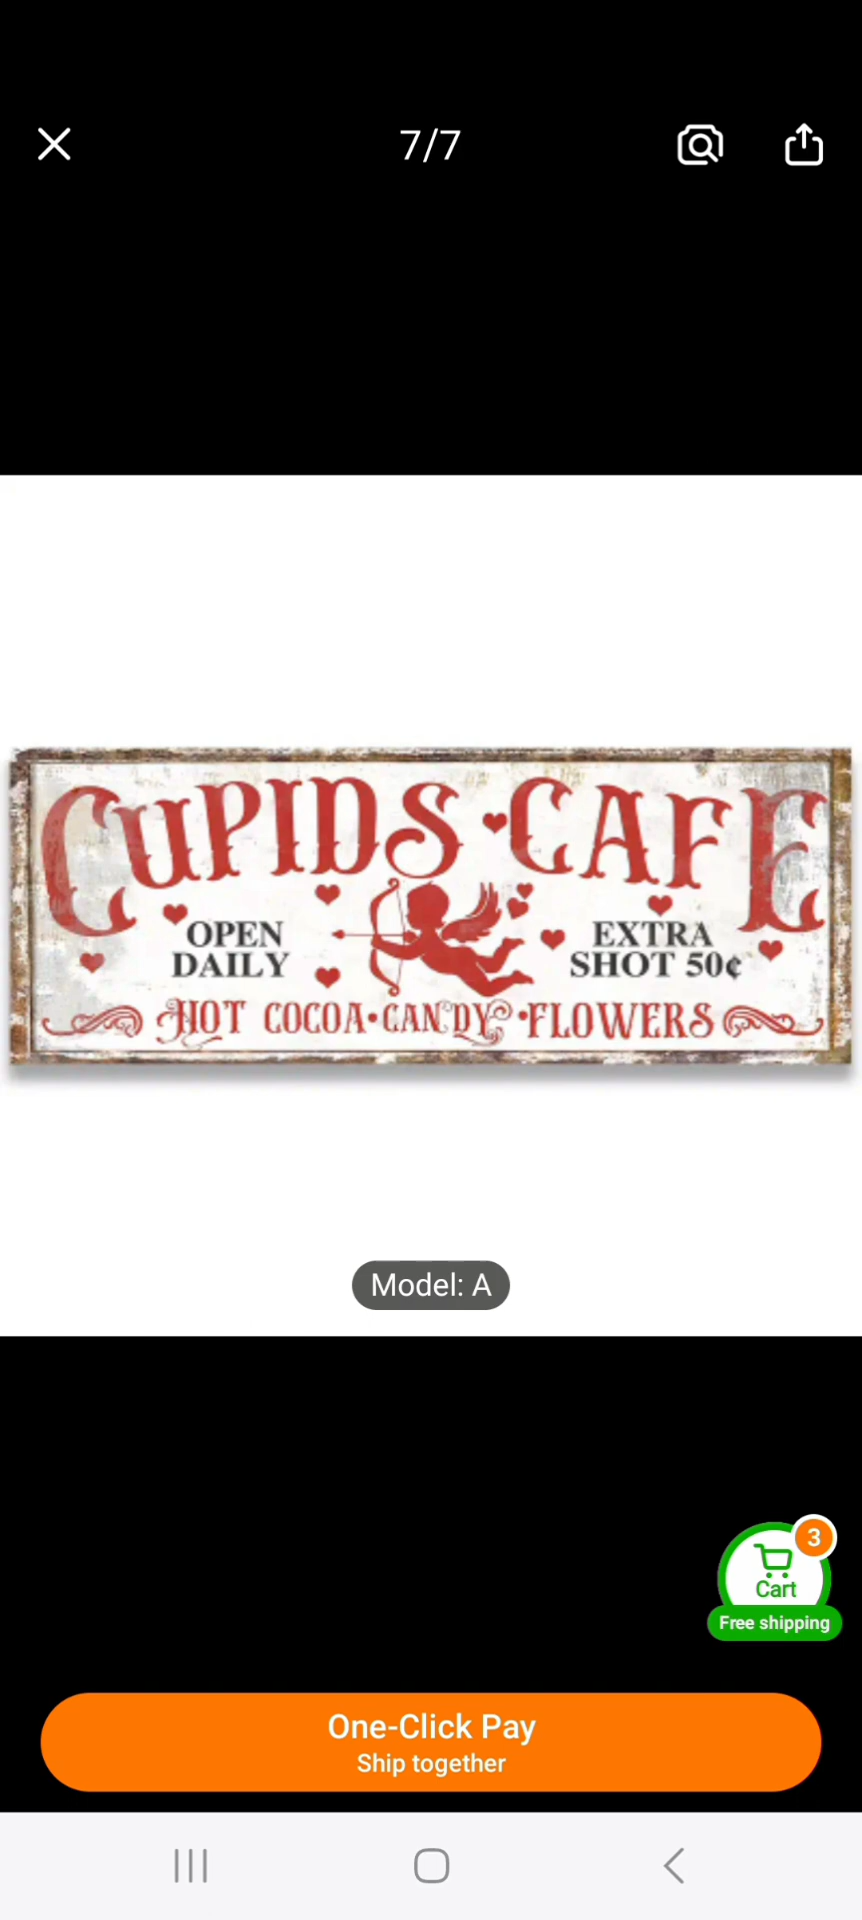 7/7
CUPIDS CAFE
OPEN
DAILY
EXTRA
SHOT 50¢
HOT COCOA•CANDY•FLOWERS
Model: A
3
Cart
Free shipping
One-Click Pay
Ship together